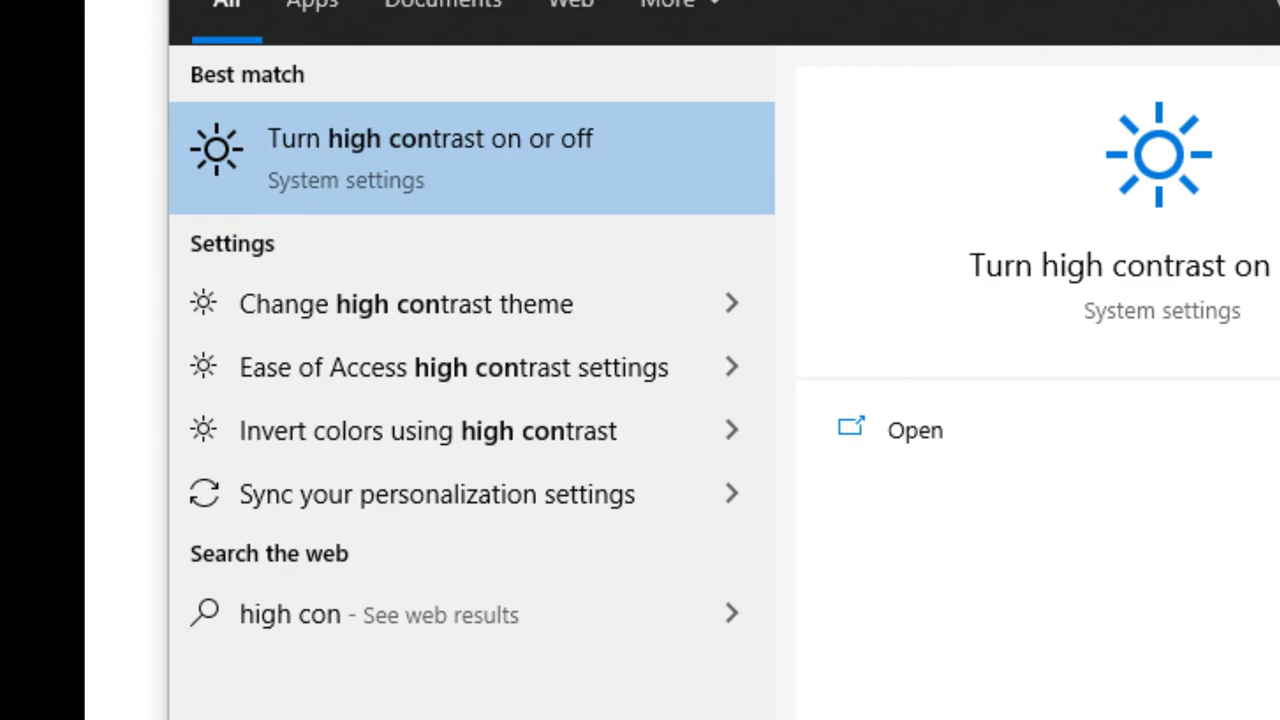 All Apps Documents Web More
Best match
Turn high contrast on or off
System settings
Settings
Change high contrast theme
Ease of Access high contrast settings
Invert colors using high contrast
Sync your personalization settings
Search the web
high con - See web results
Turn high contrast on
System settings
Open